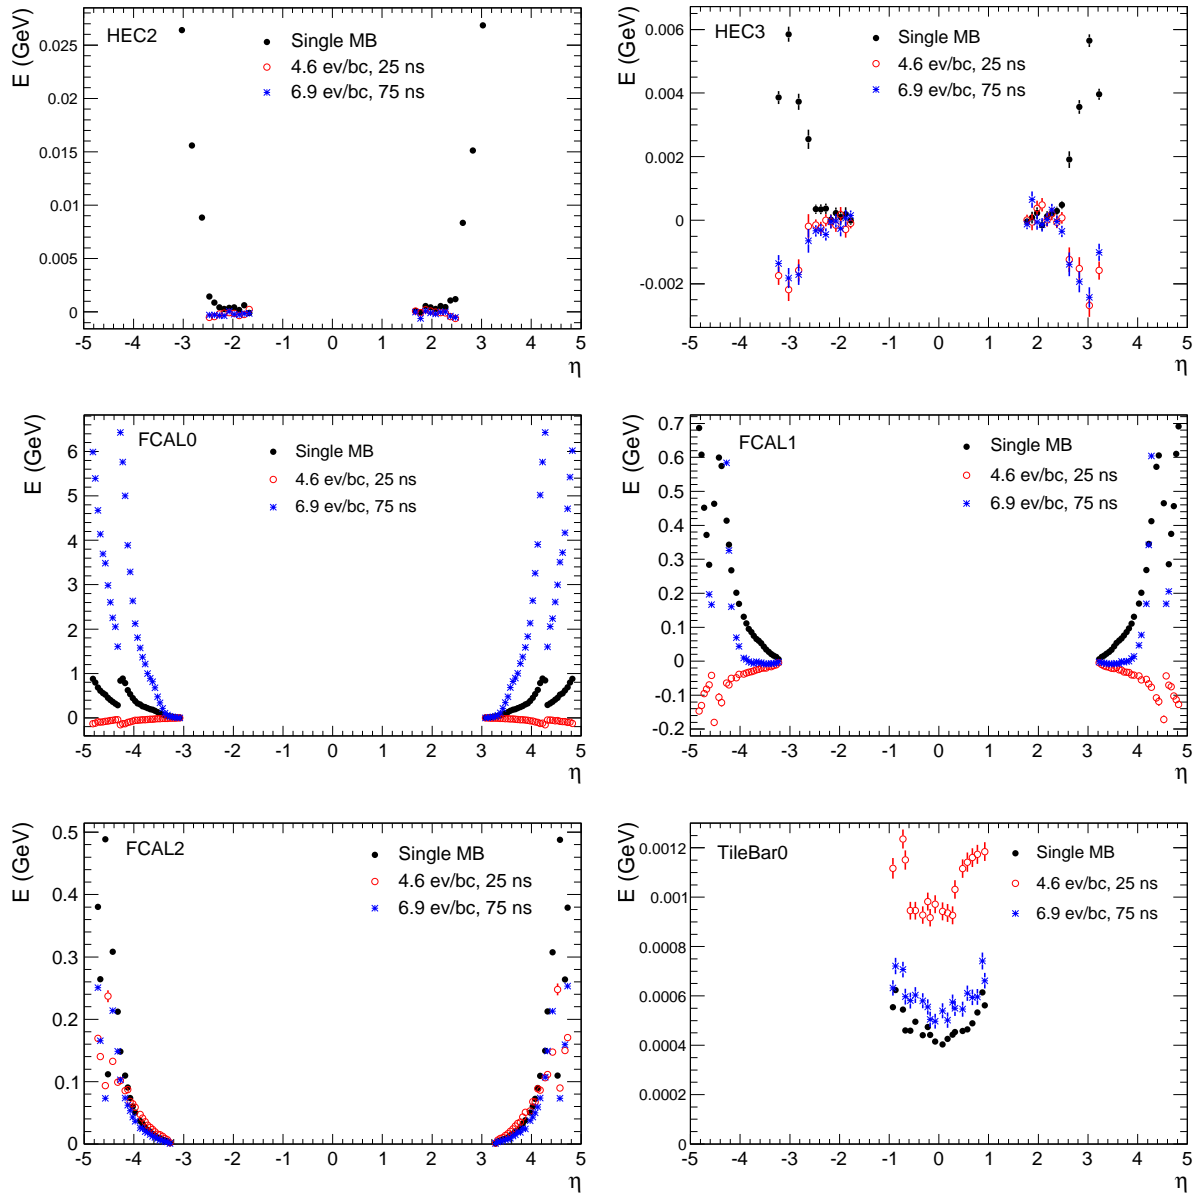 E (GeV)
HEC2
Single MB
4.6 ev/bc, 25 ns
6.9 ev/bc, 75 ns
0.025
0.02
0.015
0.01
0.005
0
-5 -4 -3 -2 -1 0 1 2 3 4 5
η
E (GeV)
HEC3
Single MB
4.6 ev/bc, 25 ns
6.9 ev/bc, 75 ns
0.006
0.004
0.002
0
-0.002
-5 -4 -3 -2 -1 0 1 2 3 4 5
η
E (GeV)
FCAL0
Single MB
4.6 ev/bc, 25 ns
6.9 ev/bc, 75 ns
6
5
4
3
2
1
0
-5 -4 -3 -2 -1 0 1 2 3 4 5
η
E (GeV)
FCAL1
Single MB
4.6 ev/bc, 25 ns
6.9 ev/bc, 75 ns
0.7
0.6
0.5
0.4
0.3
0.2
0.1
0
-0.1
-0.2
-5 -4 -3 -2 -1 0 1 2 3 4 5
η
E (GeV)
FCAL2
Single MB
4.6 ev/bc, 25 ns
6.9 ev/bc, 75 ns
0.5
0.4
0.3
0.2
0.1
0
-5 -4 -3 -2 -1 0 1 2 3 4 5
η
E (GeV)
TileBar0
Single MB
4.6 ev/bc, 25 ns
6.9 ev/bc, 75 ns
0.0012
0.001
0.0008
0.0006
0.0004
0.0002
0
-5 -4 -3 -2 -1 0 1 2 3 4 5
η